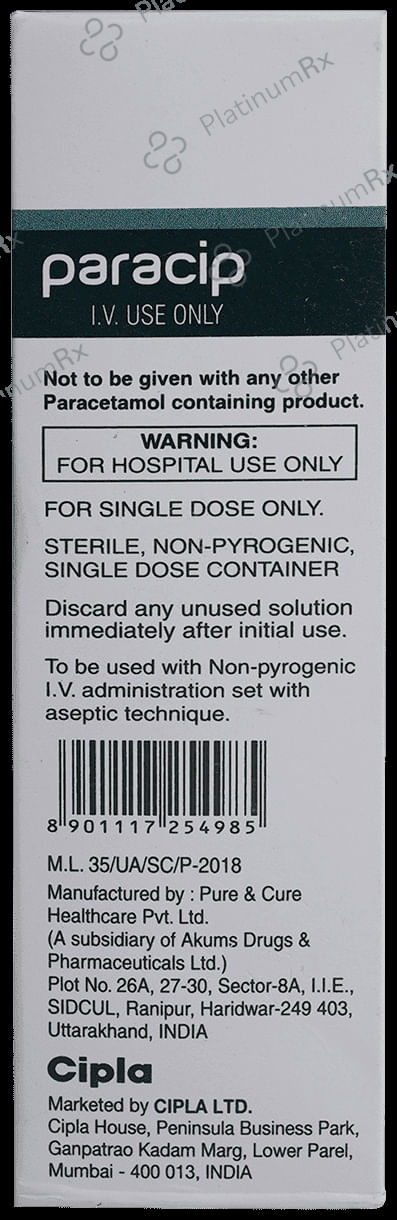 PlatinumRx
PlatinumRx
paracip
I.V. USE ONLY
Not to be given with any other
Paracetamol containing product.
WARNING:
FOR HOSPITAL USE ONLY
FOR SINGLE DOSE ONLY.
STERILE, NON-PYROGENIC,
SINGLE DOSE CONTAINER
Discard any unused solution
immediately after initial use.
To be used with Non-pyrogenic
I.V. administration set with
aseptic technique.
8 901117 254985
M.L. 35/UA/SC/P-2018
Manufactured by : Pure & Cure
Healthcare Pvt. Ltd.
(A subsidiary of Akums Drugs &
Pharmaceuticals Ltd.)
Plot No. 26A, 27-30, Sector-8A, I.I.E.,
SIDCUL, Ranipur, Haridwar-249 403,
Uttarakhand, INDIA
Cipla
Marketed by CIPLA LTD.
Cipla House, Peninsula Business Park,
Ganpatrao Kadam Marg, Lower Parel,
Mumbai - 400 013, INDIA